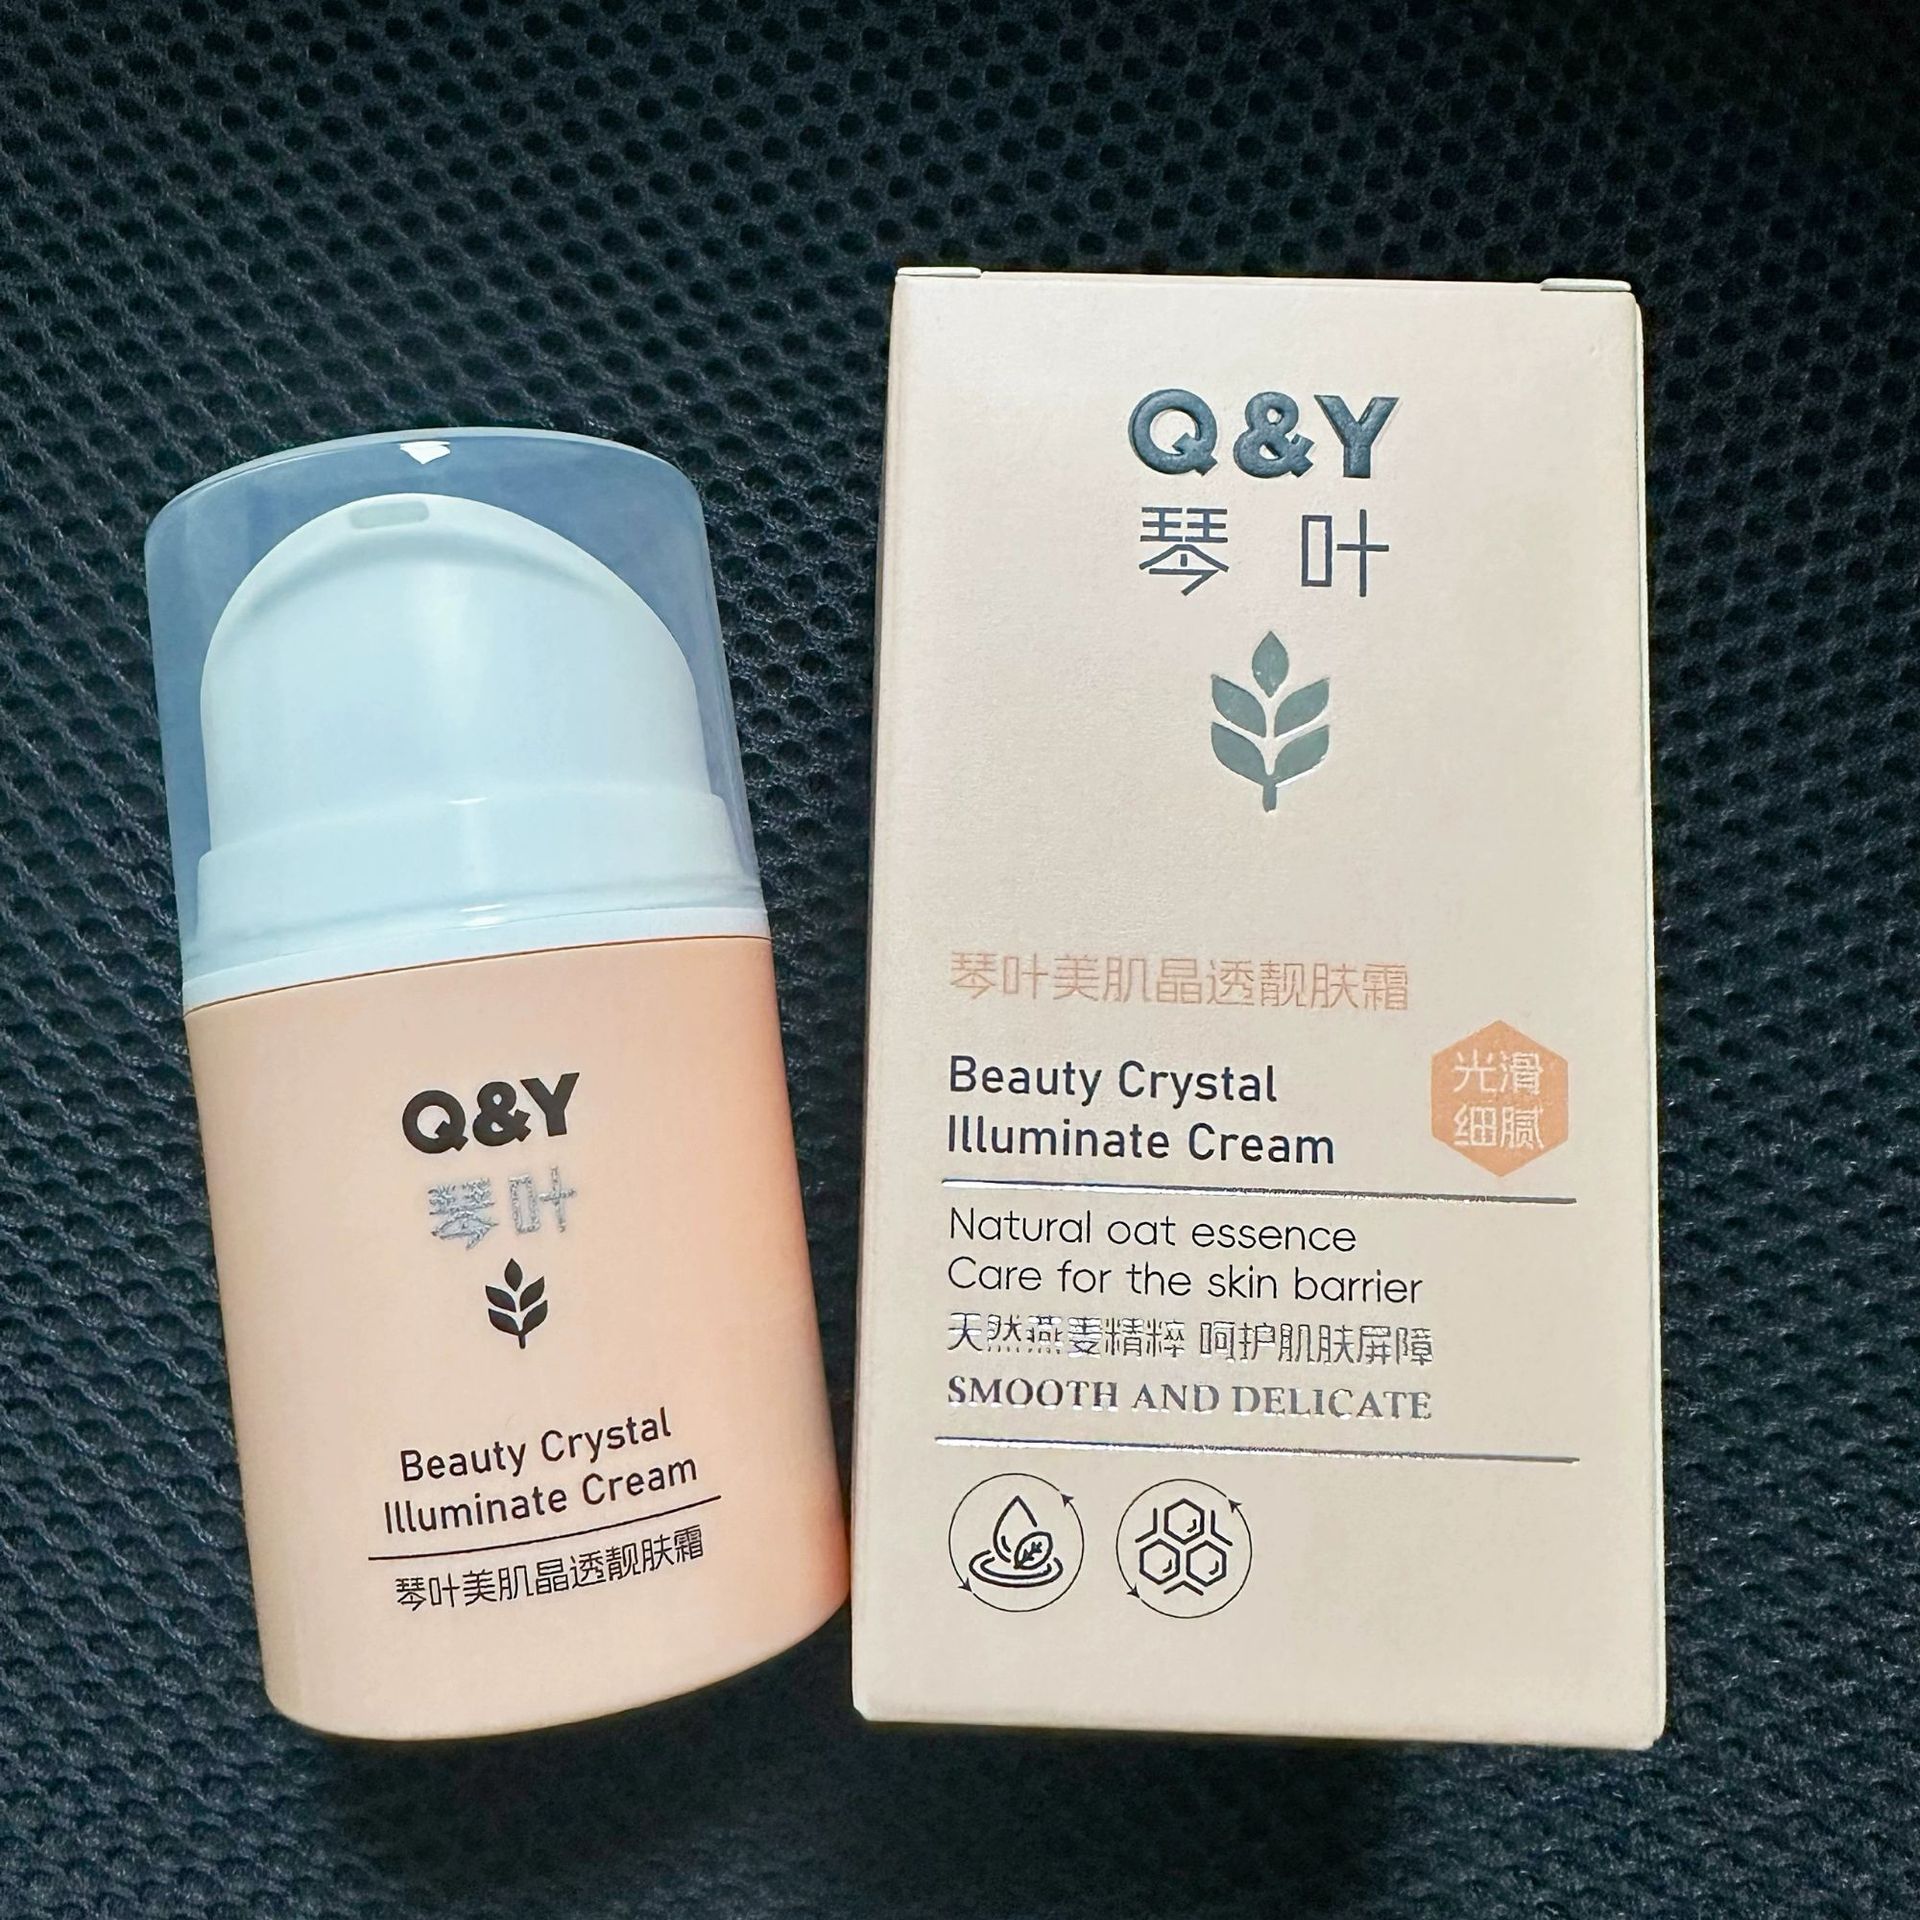 Q&Y
琴叶
Beauty Crystal
Illuminate Cream
琴叶美肌晶透靓肤霜
Q&Y
琴 叶
琴叶美肌晶透靓肤霜
Beauty Crystal
Illuminate Cream
光滑
细腻
Natural oat essence
Care for the skin barrier
天然燕麦精粹 呵护肌肤屏障
SMOOTH AND DELICATE